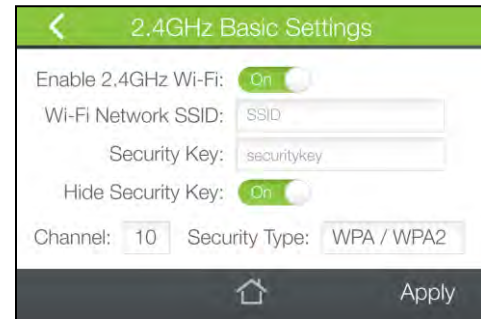 2.4GHz Basic Settings
Enable 2.4GHz Wi-Fi: On
Wi-Fi Network SSID: SSID
Security Key: securitykey
Hide Security Key: On
Channel: 10 Security Type: WPA / WPA2
Apply